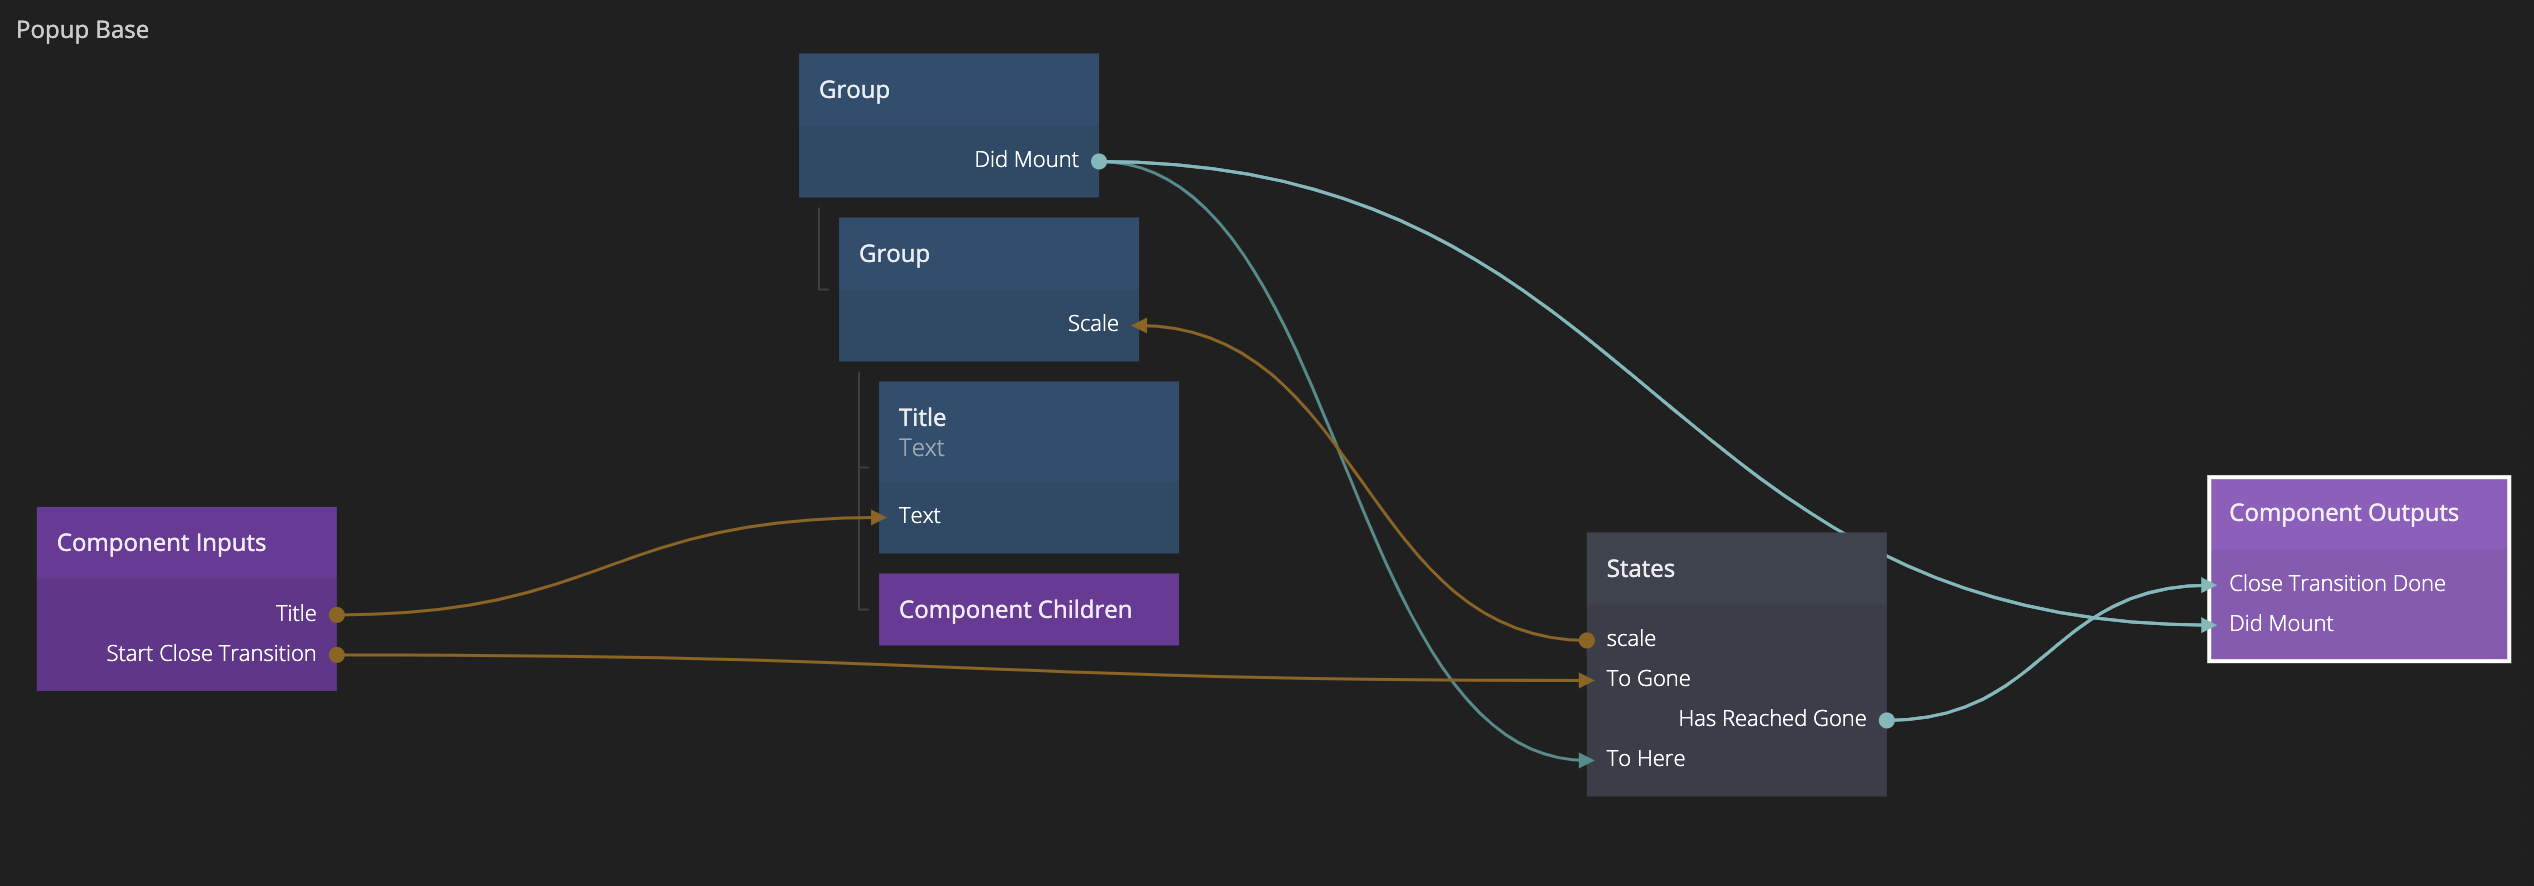 Popup Base
Group
Did Mount
Group
Scale
Title
Text
Text
Component Children
Component Inputs
Title
Start Close Transition
States
scale
To Gone
Has Reached Gone
To Here
Component Outputs
Close Transition Done
Did Mount